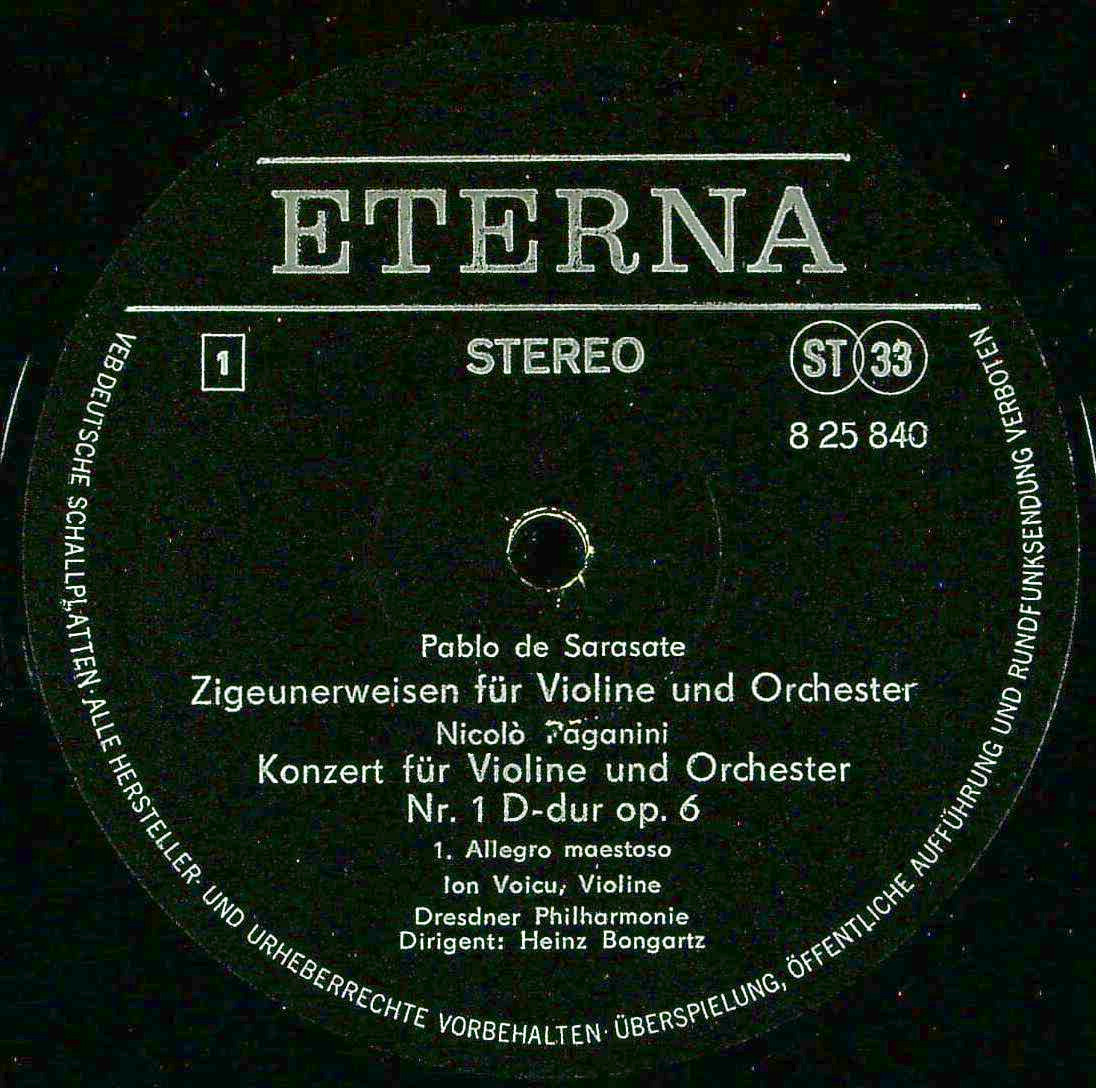 ETERNA
1
STEREO
ST 33
8 25 840
Pablo de Sarasate
Zigeunerweisen für Violine und Orchester
Nicolò Paganini
Konzert für Violine und Orchester
Nr. 1 D-dur op. 6
1. Allegro maestoso
Ion Voicu, Violine
Dresdner Philharmonie
Dirigent: Heinz Bongartz
VEB DEUTSCHE SCHALLPLATTEN · ALLE HERSTELLER- UND URHEBERRECHTE VORBEHALTEN · ÜBERSPIELUNG, ÖFFENTLICHE AUFFÜHRUNG UND RUNDFUNKSENDUNG VERBOTEN